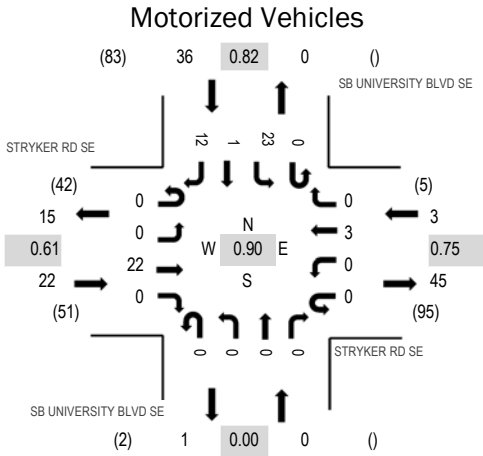 Motorized Vehicles
(83) 36 0.82 0 ()
SB UNIVERSITY BLVD SE
12 1 23 0
STRYKER RD SE
(42) 0 0 (5)
15 3
0 N 3
0.61 W 0.90 E 0.75
22 S 0
22 45
(51) 0 0 (95)
0 0 0 0
STRYKER RD SE
SB UNIVERSITY BLVD SE
(2) 1 0.00 0 ()